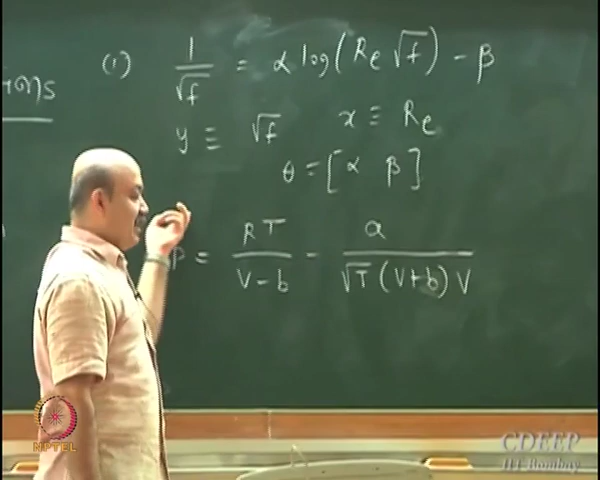 (1) 1/√f = α log(Re √f) - β
y ≡ √f x ≡ Re
θ = [α β]
P = RT/(V-b) - a/(√T (V+b) V)
NPTEL
CDEEP
IIT Bombay